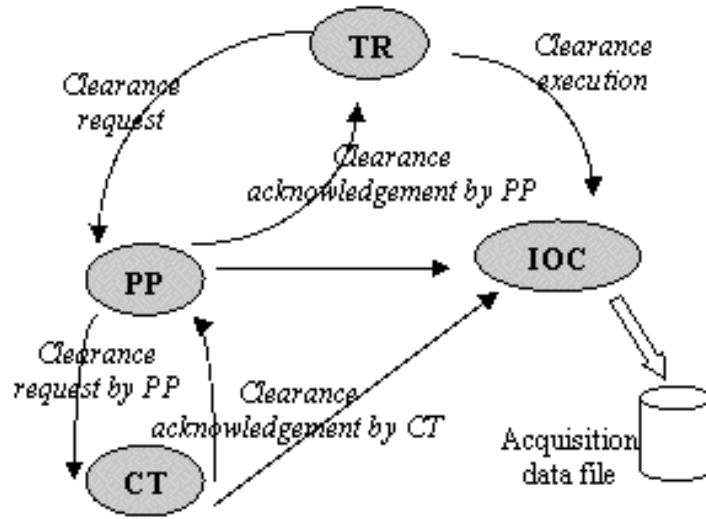 TR
Clearance
execution
Clearance
request
Clearance
acknowledgement by PP
PP
IOC
Clearance
request by PP
Clearance
acknowledgement by CT
CT
Acquisition
data file